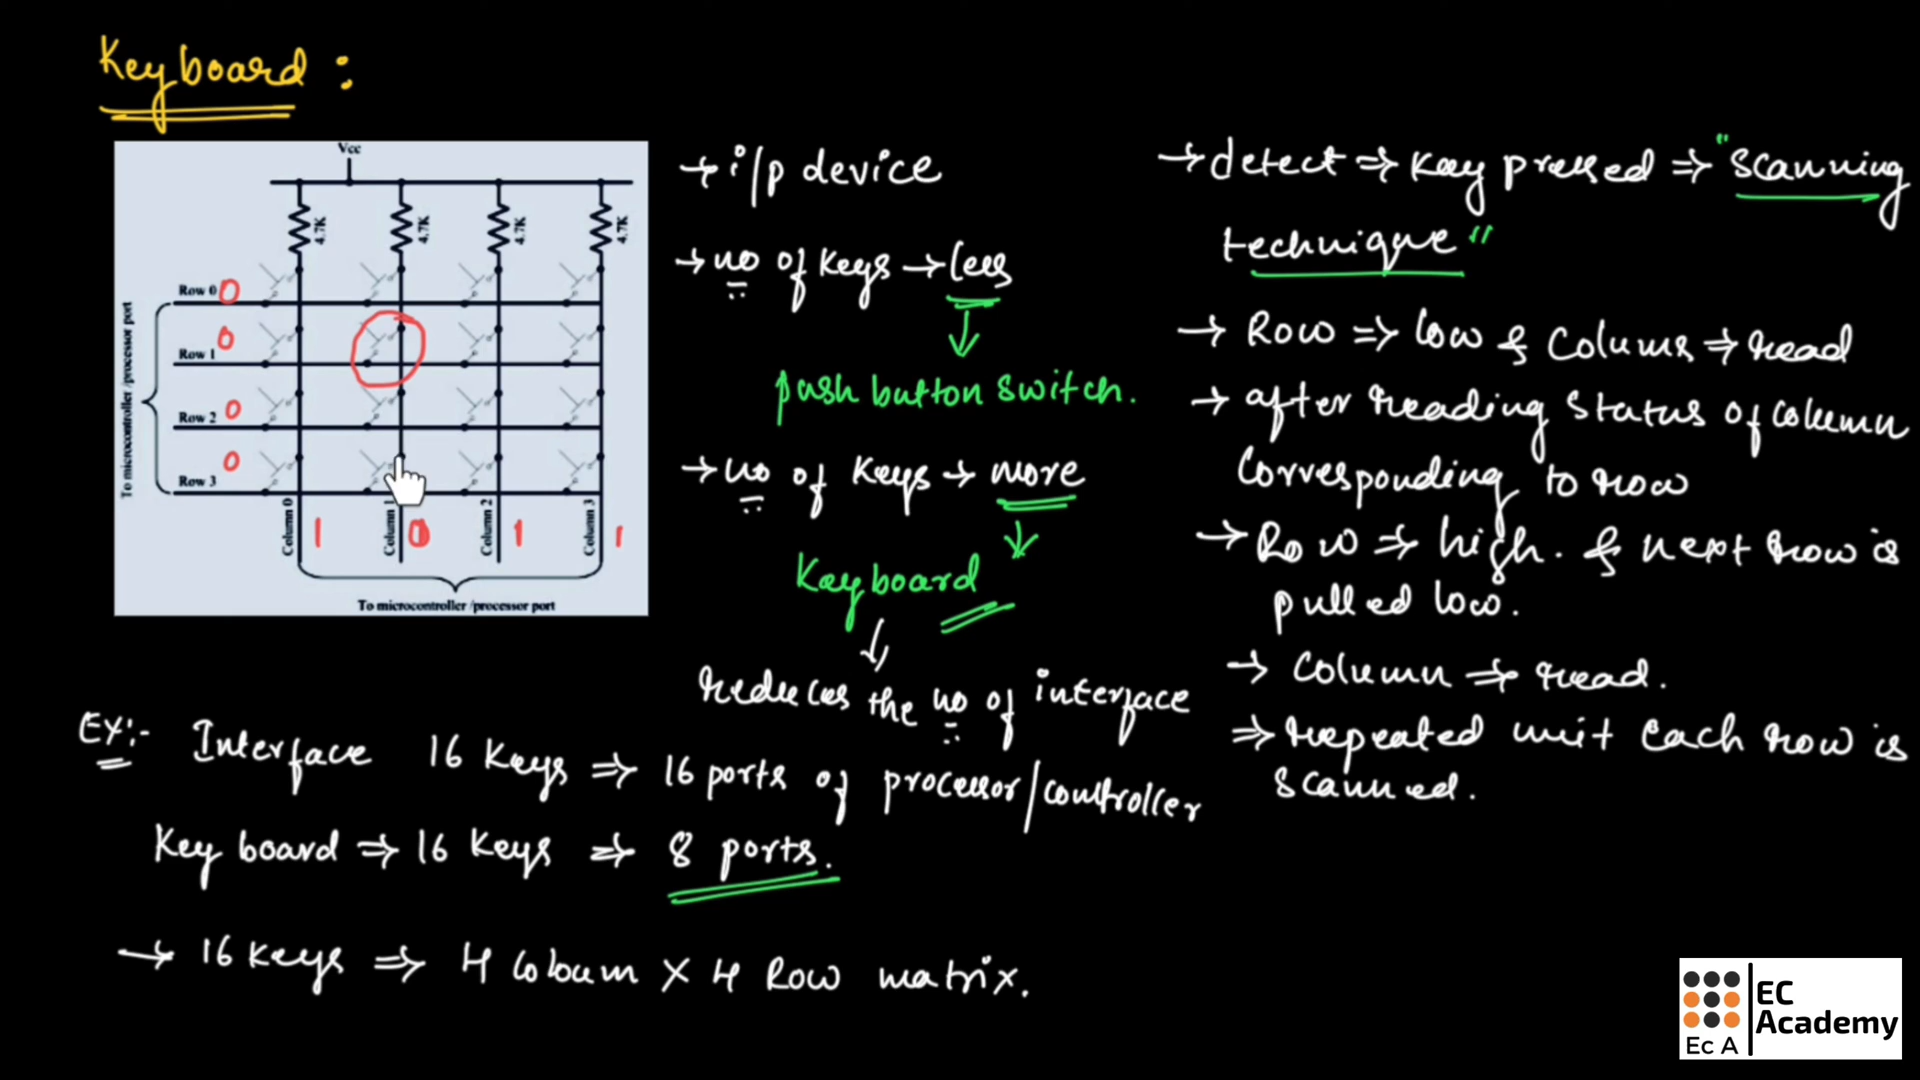 Keyboard :
Vcc
4.7K 4.7K 4.7K 4.7K
Row 0 0
Row 1 0
Row 2 0
Row 3 0
To microcontroller /processor port
Column 0 1 Column 1 0 Column 2 1 Column 3 1
To microcontroller /processor port
→ i/p device
→ no of keys → less
push button switch.
→ no of keys → more
Keyboard
reduces the no of interface
EX:- Interface 16 keys ⇒ 16 ports of processor/controller
Key board ⇒ 16 keys ⇒ 8 ports.
→ 16 keys ⇒ 4 Coloum X 4 Row matrix.
→ detect ⇒ key pressed ⇒ "Scanning
technique"
→ Row ⇒ low & Colums ⇒ read
→ after reading status of column
Corresponding to row
→ Row ⇒ high. & next row is
pulled low.
→ Column ⇒ read.
⇒ repeated unit each row is
scanned.
EC
Academy
Ec A